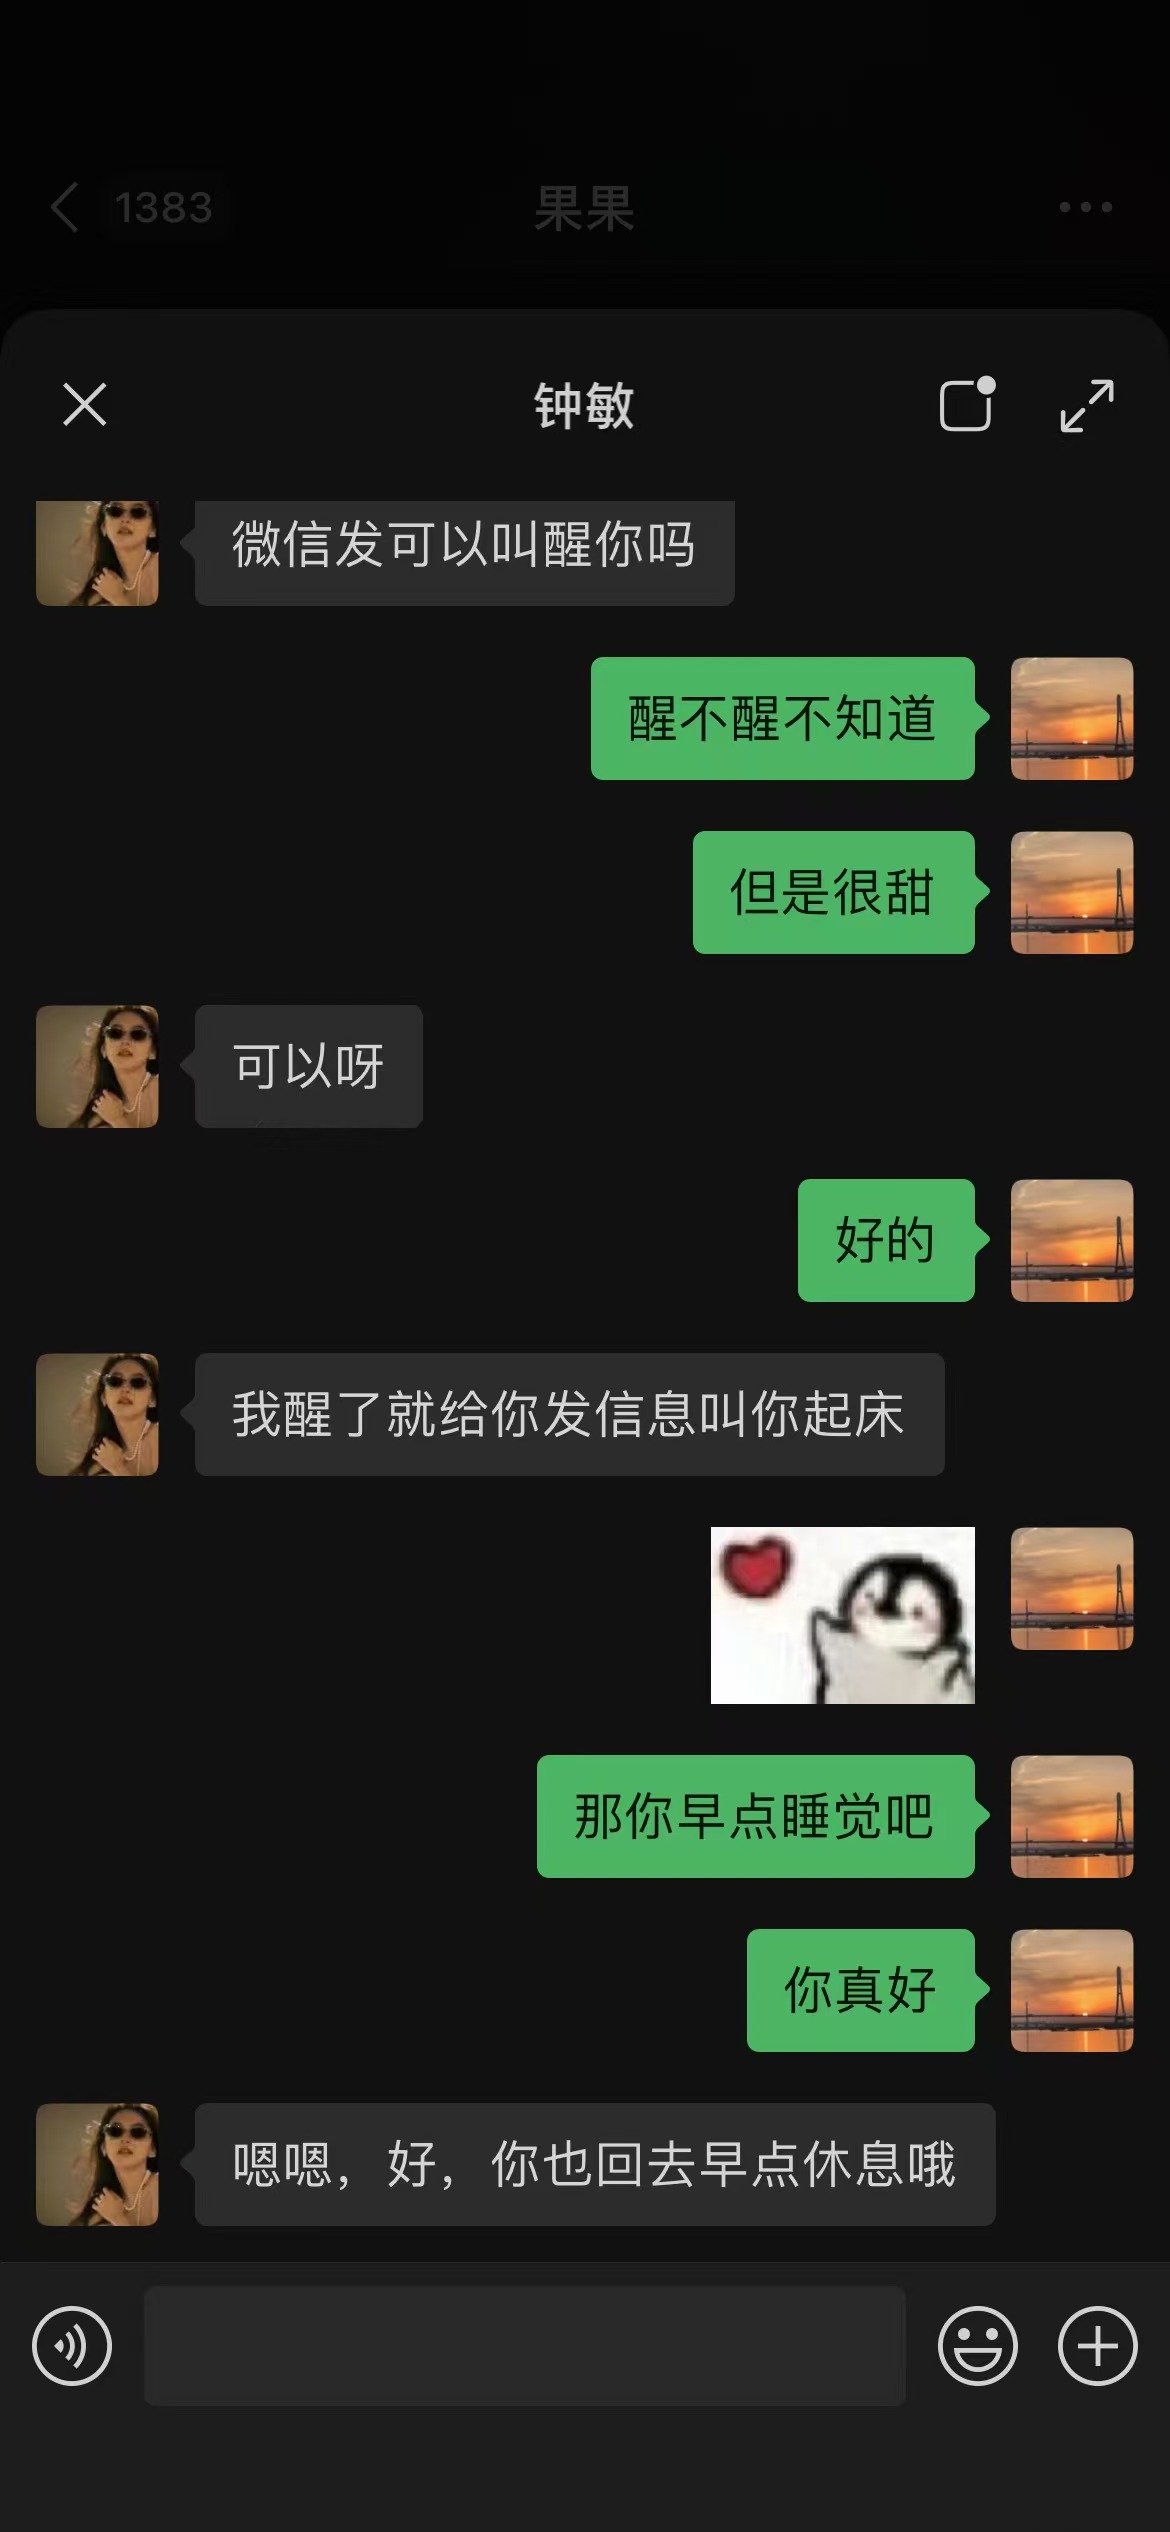 1383
果果
钟敏
微信发可以叫醒你吗
醒不醒不知道
但是很甜
可以呀
好的
我醒了就给你发信息叫你起床
那你早点睡觉吧
你真好
嗯嗯，好，你也回去早点休息哦